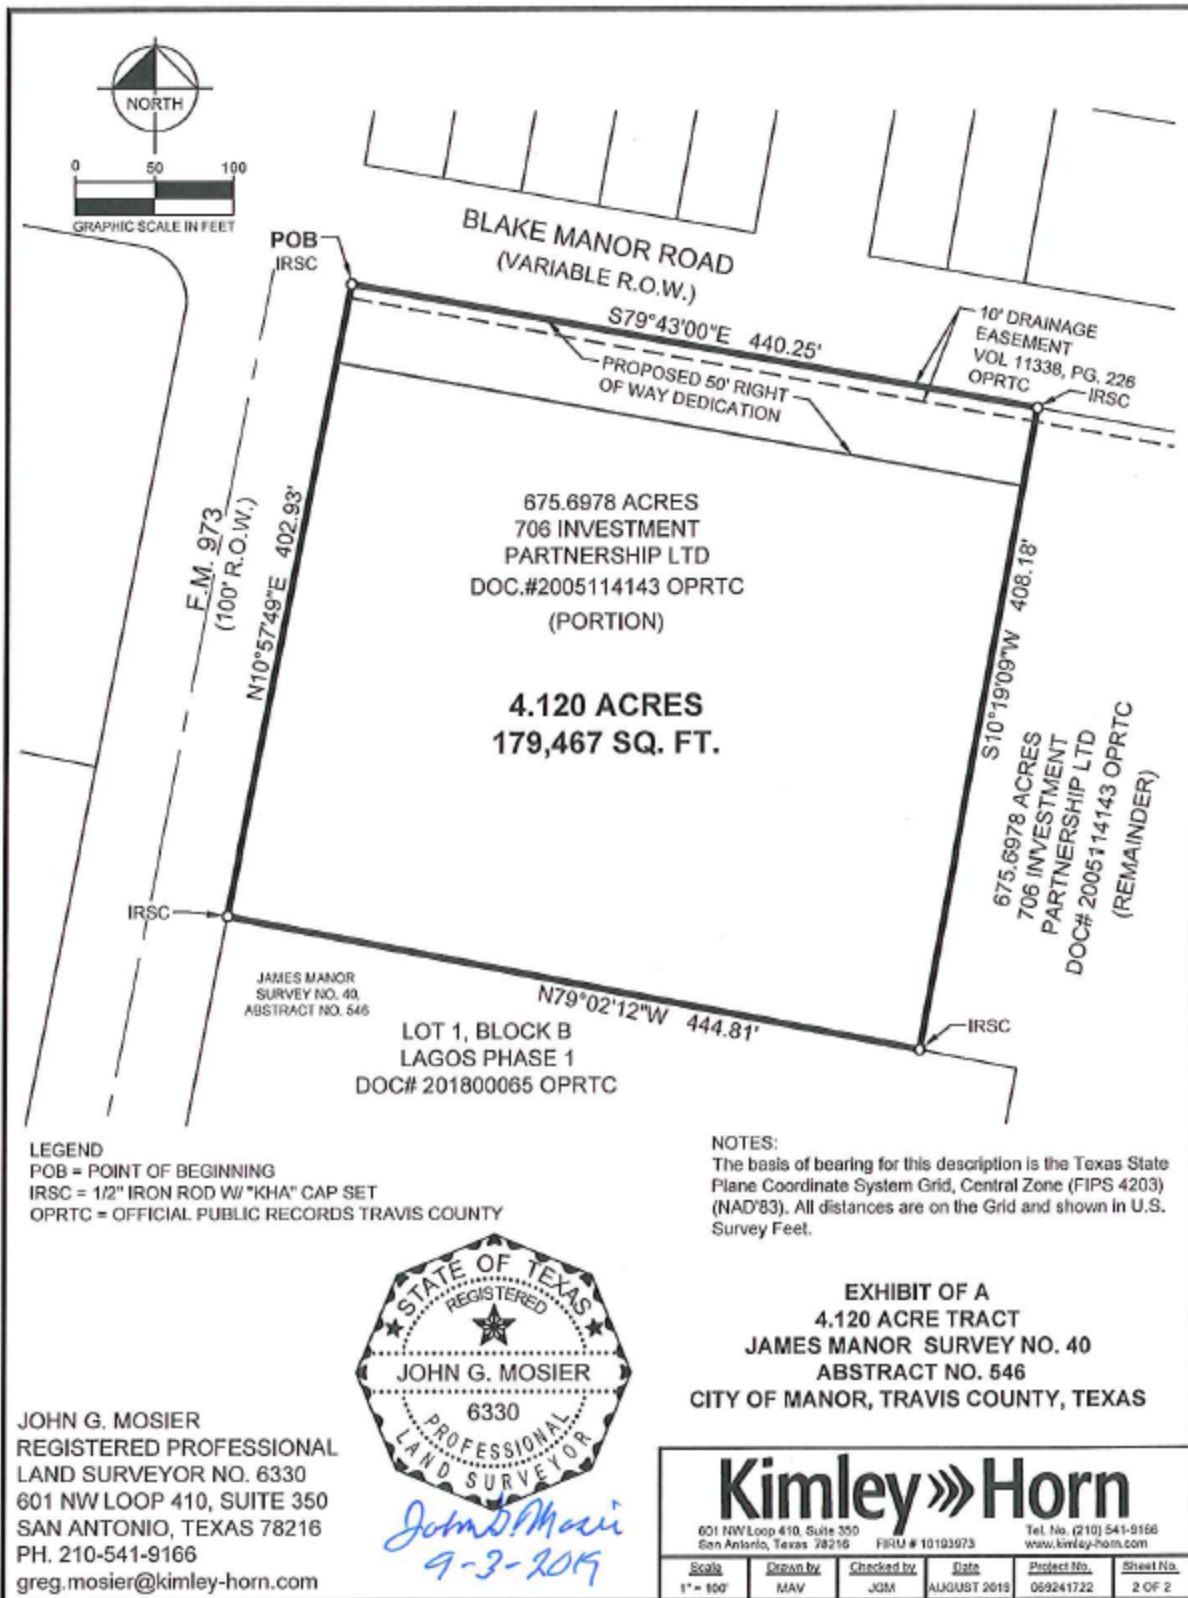 NORTH
0 50 100
GRAPHIC SCALE IN FEET
POB
IRSC
BLAKE MANOR ROAD
(VARIABLE R.O.W.)
S79°43'00"E 440.25'
10' DRAINAGE
EASEMENT
VOL 11338, PG. 226
OPRTC
IRSC
PROPOSED 50' RIGHT
OF WAY DEDICATION
F.M. 973
(100' R.O.W.)
N10°57'49"E 402.93'
675.6978 ACRES
706 INVESTMENT
PARTNERSHIP LTD
DOC.#2005114143 OPRTC
(PORTION)
4.120 ACRES
179,467 SQ. FT.
S10°19'09"W 408.18'
675.6978 ACRES
706 INVESTMENT
PARTNERSHIP LTD
DOC# 2005114143 OPRTC
(REMAINDER)
IRSC
JAMES MANOR
SURVEY NO. 40,
ABSTRACT NO. 546
N79°02'12"W 444.81'
IRSC
LOT 1, BLOCK B
LAGOS PHASE 1
DOC# 201800065 OPRTC
LEGEND
POB = POINT OF BEGINNING
IRSC = 1/2" IRON ROD W/ "KHA" CAP SET
OPRTC = OFFICIAL PUBLIC RECORDS TRAVIS COUNTY
NOTES:
The basis of bearing for this description is the Texas State
Plane Coordinate System Grid, Central Zone (FIPS 4203)
(NAD'83). All distances are on the Grid and shown in U.S.
Survey Feet.
STATE OF TEXAS
REGISTERED
JOHN G. MOSIER
6330
PROFESSIONAL
LAND SURVEYOR
John G Mosier
9-3-2019
EXHIBIT OF A
4.120 ACRE TRACT
JAMES MANOR SURVEY NO. 40
ABSTRACT NO. 546
CITY OF MANOR, TRAVIS COUNTY, TEXAS
JOHN G. MOSIER
REGISTERED PROFESSIONAL
LAND SURVEYOR NO. 6330
601 NW LOOP 410, SUITE 350
SAN ANTONIO, TEXAS 78216
PH. 210-541-9166
greg.mosier@kimley-horn.com
Kimley»Horn
601 NW Loop 410, Suite 350 Tel. No. (210) 541-9166
San Antonio, Texas 78216 FIRM # 10193973 www.kimley-horn.com
Scale Drawn by Checked by Date Project No. Sheet No.
1" = 100' MAV JGM AUGUST 2019 069241722 2 OF 2